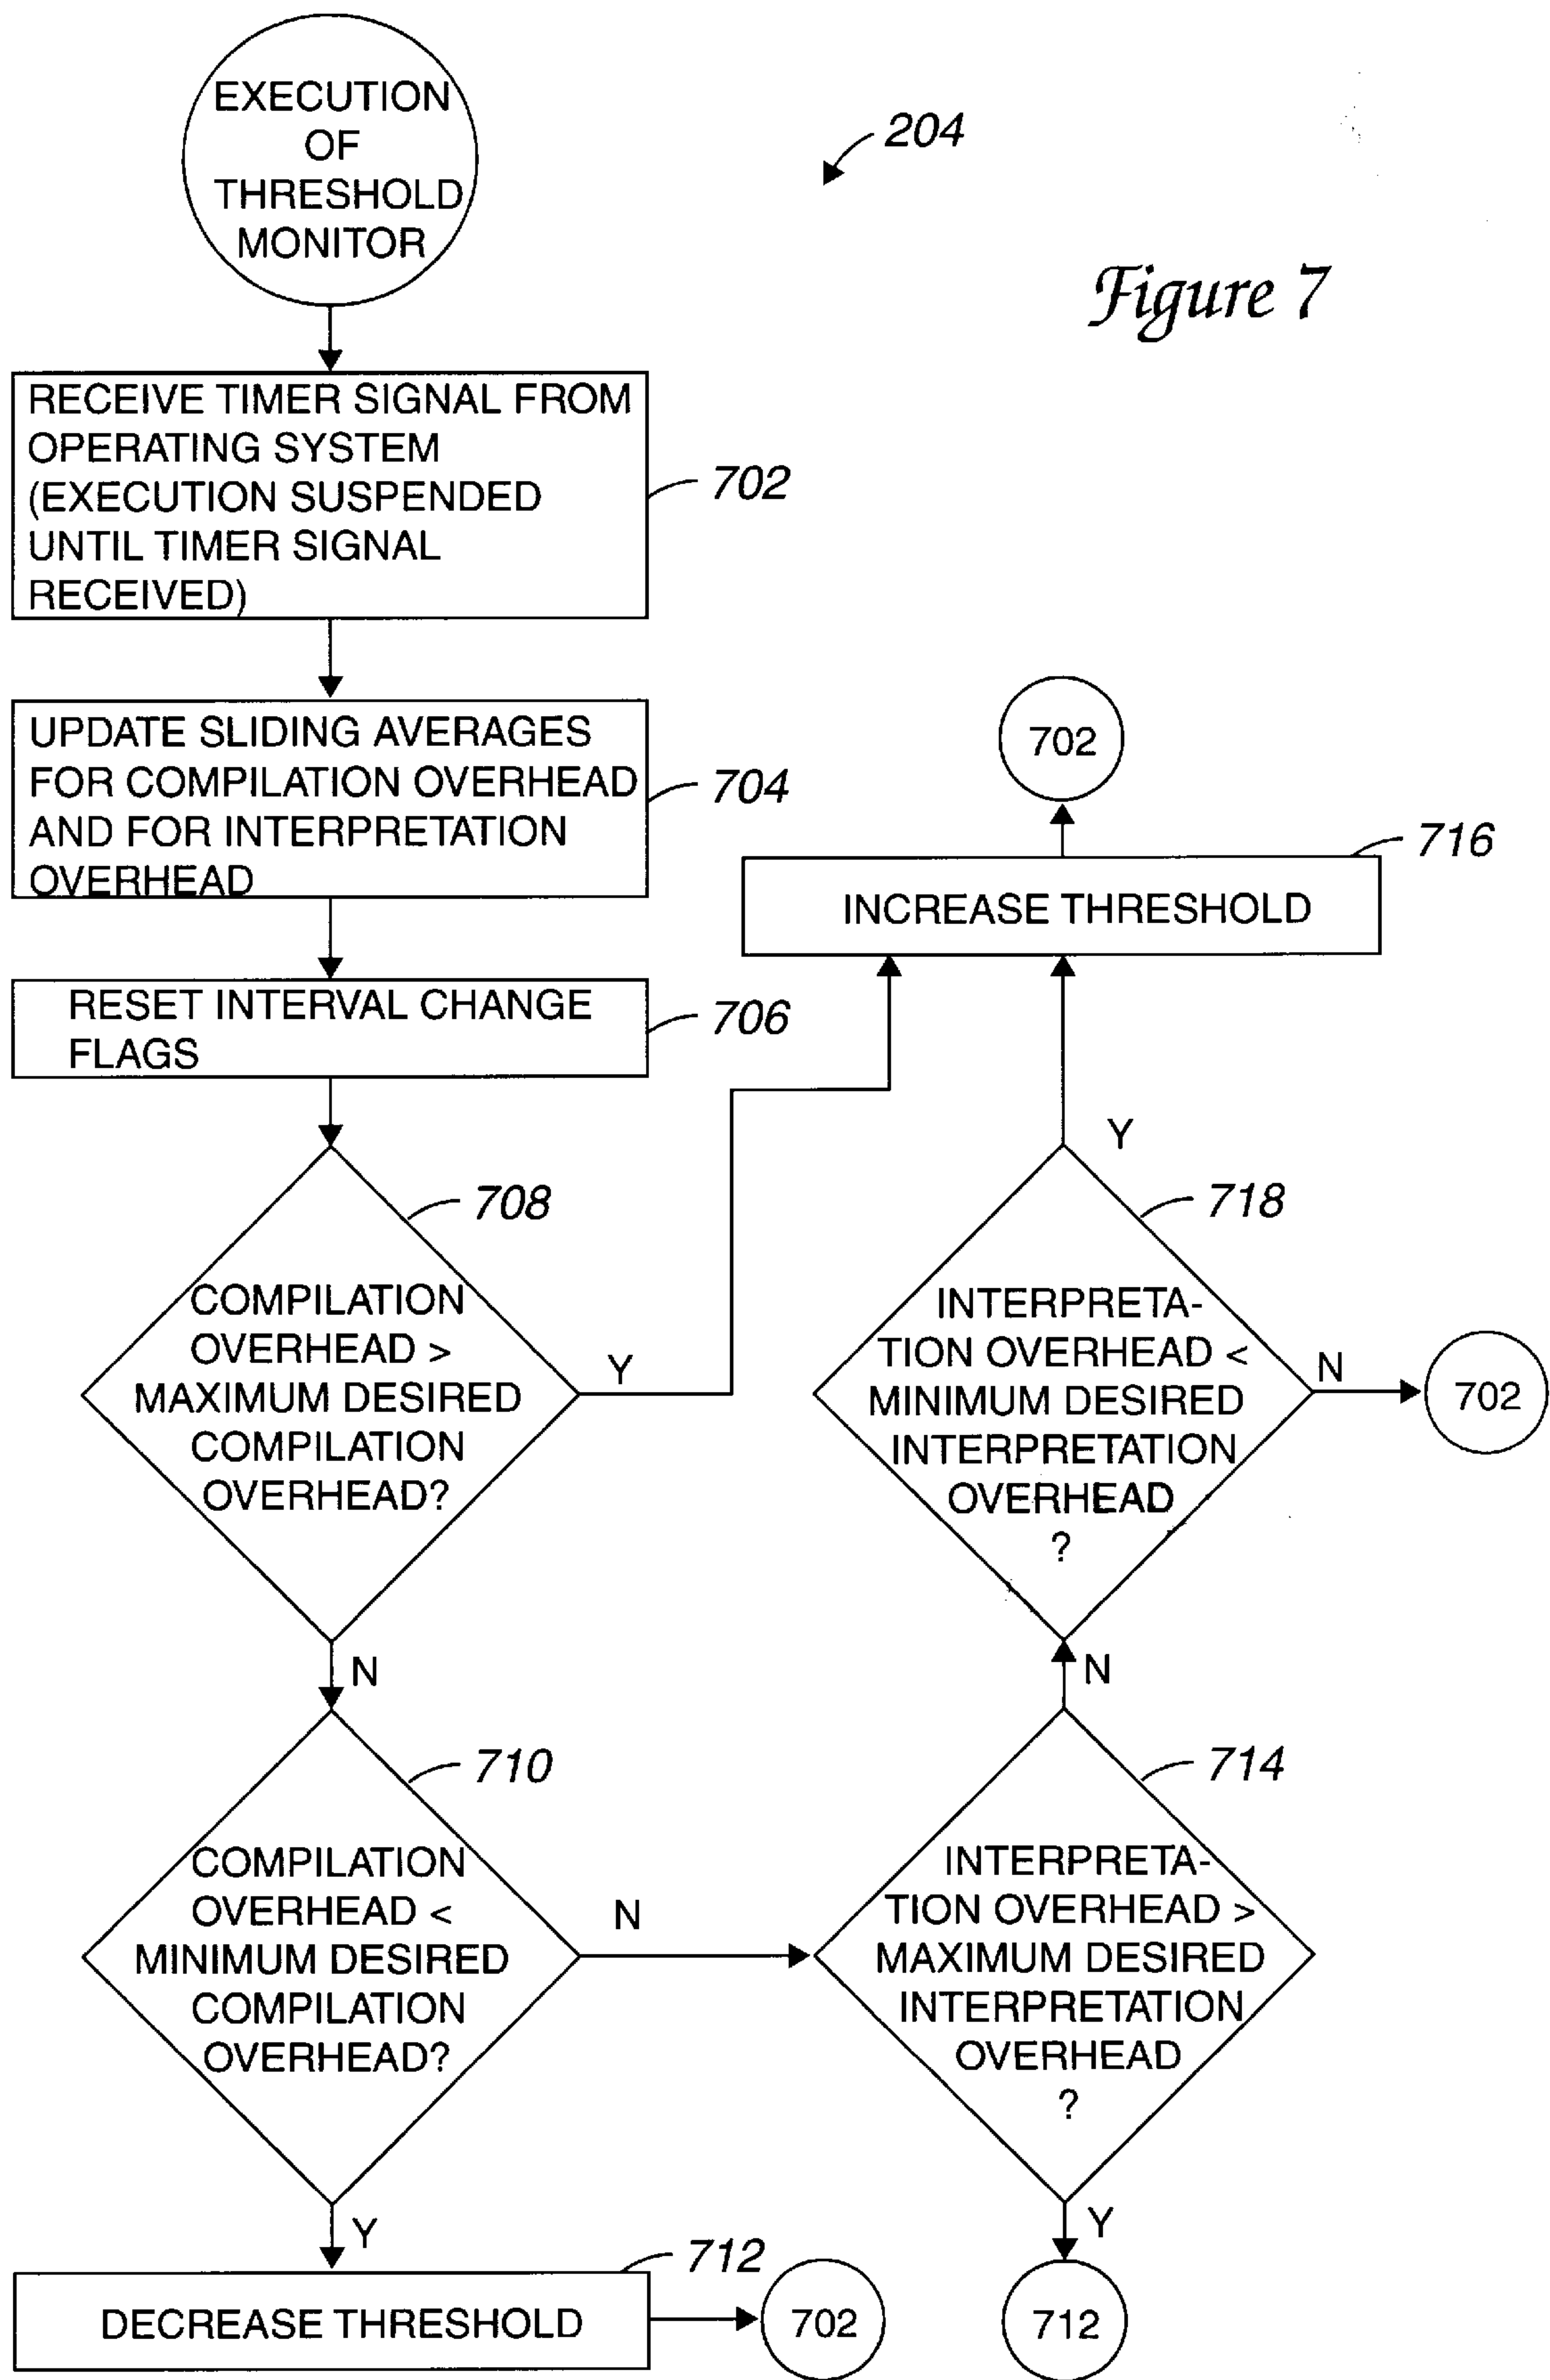 EXECUTION
OF
THRESHOLD
MONITOR
204
Figure 7
RECEIVE TIMER SIGNAL FROM
OPERATING SYSTEM
(EXECUTION SUSPENDED
UNTIL TIMER SIGNAL
RECEIVED)
702
UPDATE SLIDING AVERAGES
FOR COMPILATION OVERHEAD
AND FOR INTERPRETATION
OVERHEAD
704
RESET INTERVAL CHANGE
FLAGS
706
COMPILATION
OVERHEAD >
MAXIMUM DESIRED
COMPILATION
OVERHEAD?
708
Y
N
COMPILATION
OVERHEAD <
MINIMUM DESIRED
COMPILATION
OVERHEAD?
710
N
Y
DECREASE THRESHOLD
712
702
702
INCREASE THRESHOLD
716
Y
INTERPRETA-
TION OVERHEAD <
MINIMUM DESIRED
INTERPRETATION
OVERHEAD
?
718
N
702
N
INTERPRETA-
TION OVERHEAD >
MAXIMUM DESIRED
INTERPRETATION
OVERHEAD
?
714
Y
712